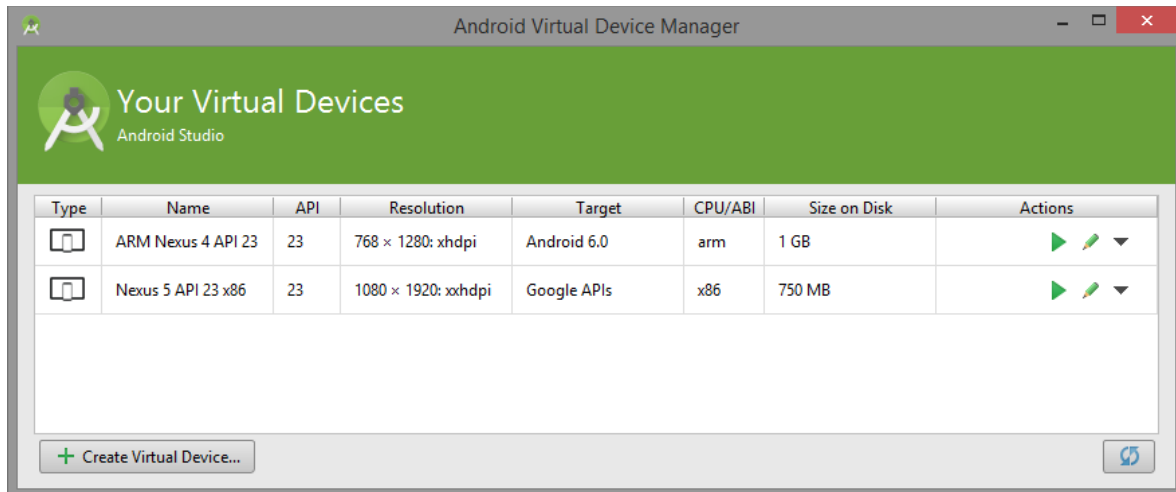 Android Virtual Device Manager
Your Virtual Devices
Android Studio
Type Name API Resolution Target CPU/ABI Size on Disk Actions
ARM Nexus 4 API 23 23 768 × 1280: xhdpi Android 6.0 arm 1 GB
Nexus 5 API 23 x86 23 1080 × 1920: xxhdpi Google APIs x86 750 MB
Create Virtual Device...